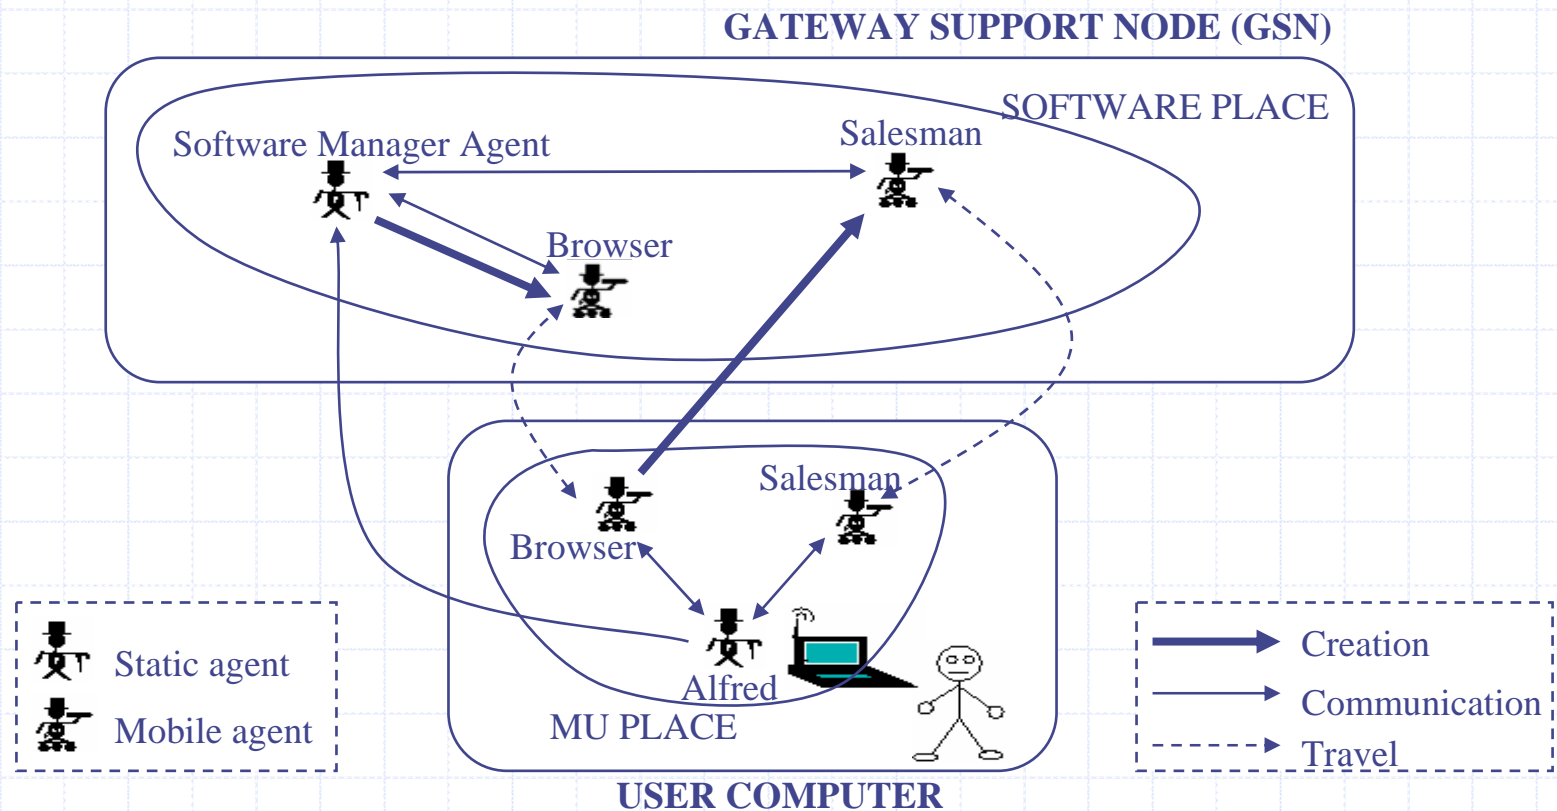 GATEWAY SUPPORT NODE (GSN)
SOFTWARE PLACE
Software Manager Agent
Salesman
Browser
Salesman
Browser
Alfred
MU PLACE
USER COMPUTER
Static agent
Mobile agent
Creation
Communication
Travel